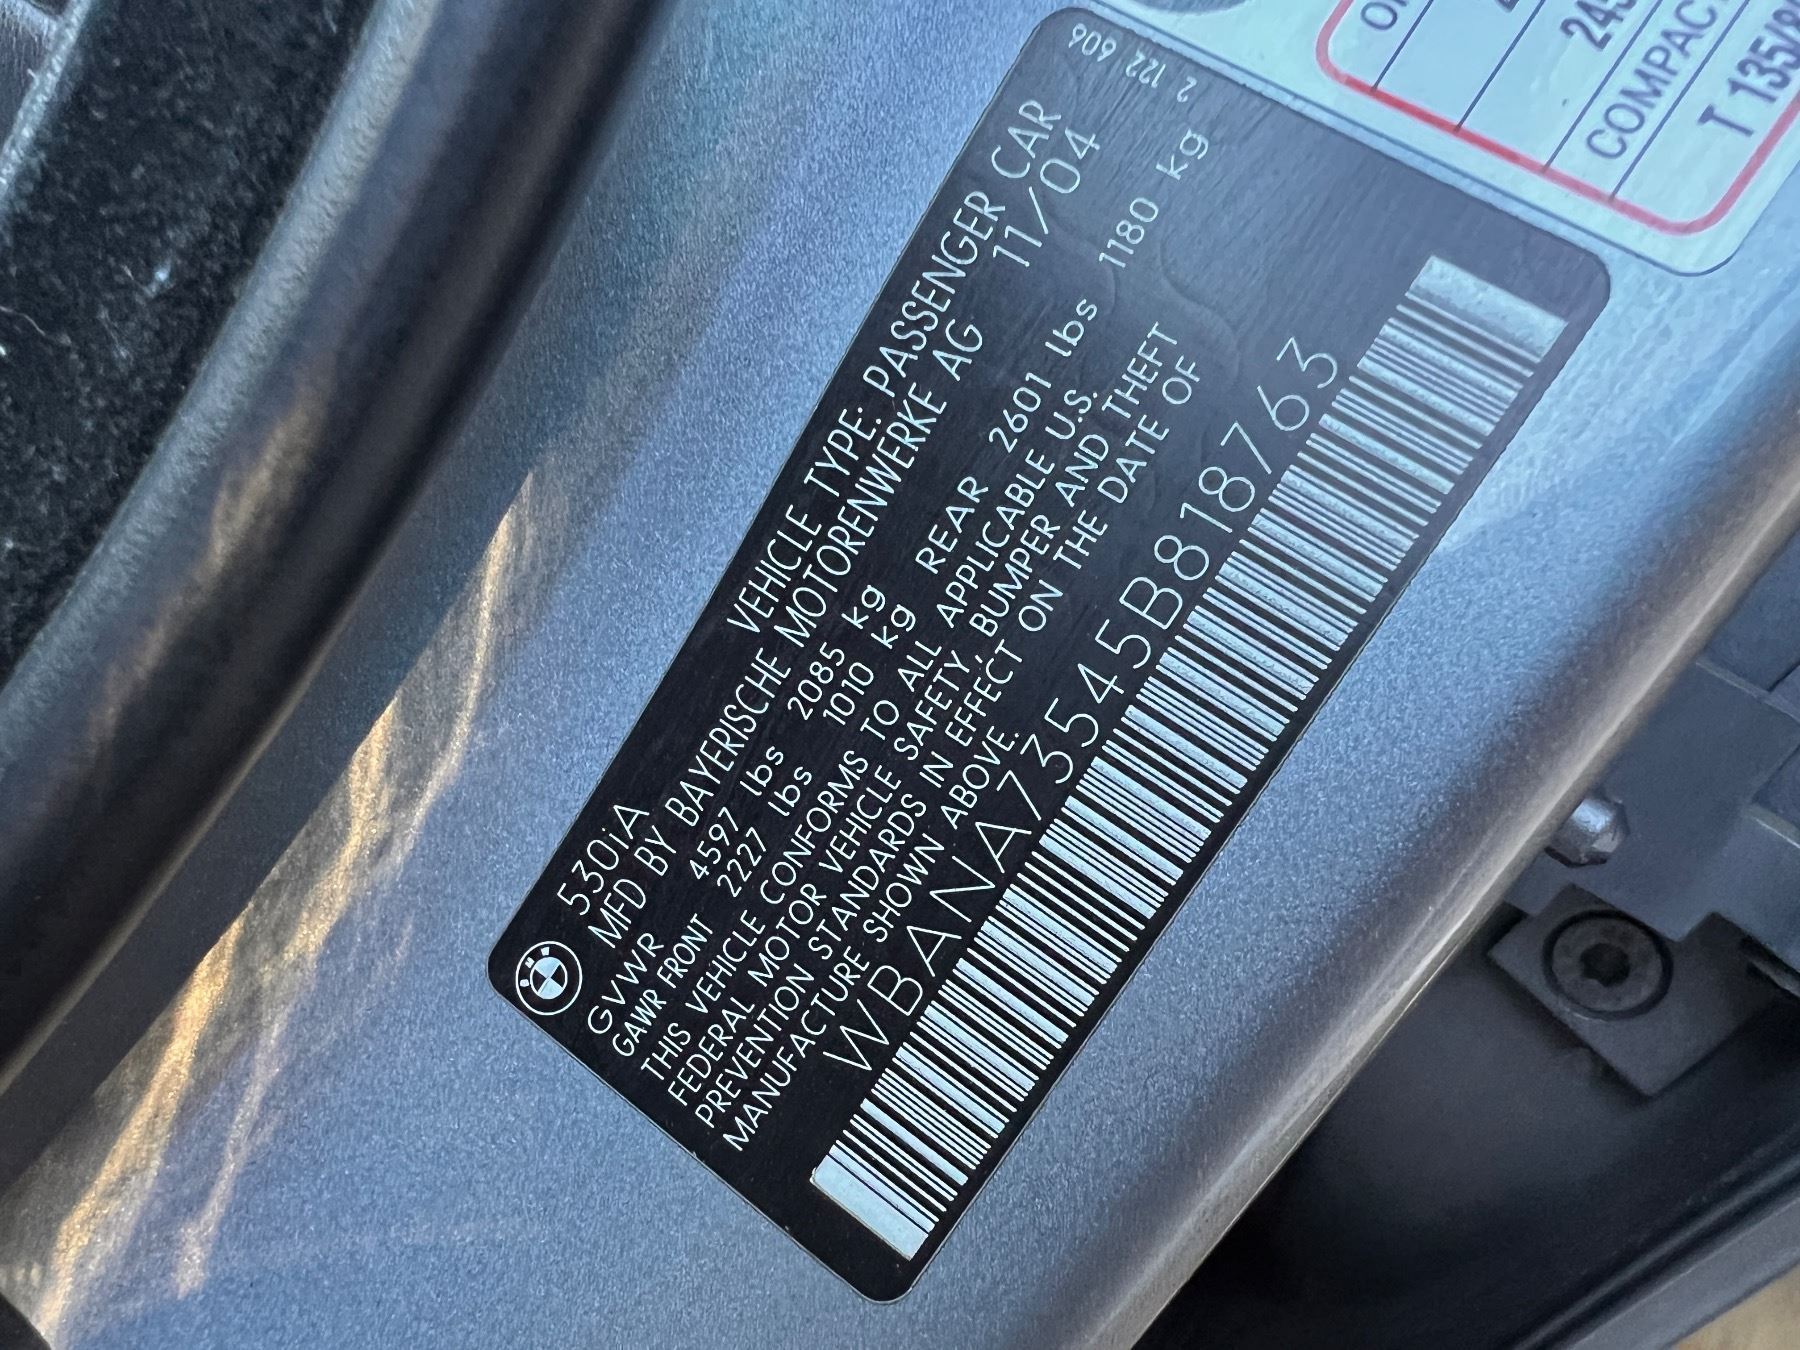 2 122 606
530iA VEHICLE TYPE: PASSENGER CAR
MFD BY BAYERISCHE MOTORENWERKE AG 11/04
GVWR 4597 lbs 2085 kg
GAWR FRONT 2227 lbs 1010 kg REAR 2601 lbs 1180 kg
THIS VEHICLE CONFORMS TO ALL APPLICABLE U.S.
FEDERAL MOTOR VEHICLE SAFETY, BUMPER AND THEFT
PREVENTION STANDARDS IN EFFECT ON THE DATE OF
MANUFACTURE SHOWN ABOVE.
WBANA73545B818763
COMPACT